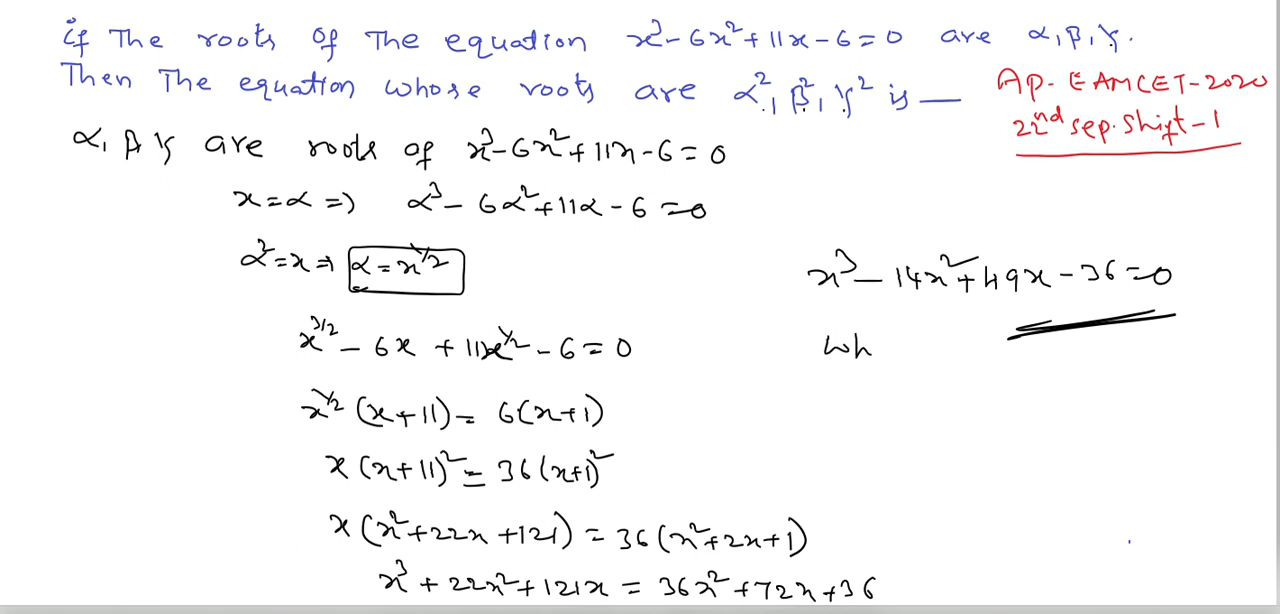 if The roots of The equation x³-6x²+11x-6=0 are α,β,γ.
Then The equation whose roots are α²,β²,γ² is —
Ap. EAMCET-2020
22nd sep. Shift-1
α, β γ are roots of x³-6x²+11x-6=0
x=α ⇒ α³-6α²+11α-6=0
α²=x ⇒ α=x^1/2
x^3/2 - 6x + 11x^1/2 - 6 = 0
x^1/2 (x+11) = 6(x+1)
x (x+11)² = 36(x+1)²
x (x²+22x+121) = 36(x²+2x+1)
x³+22x²+121x = 36x²+72x+36
x³-14x²+49x-36=0
wh